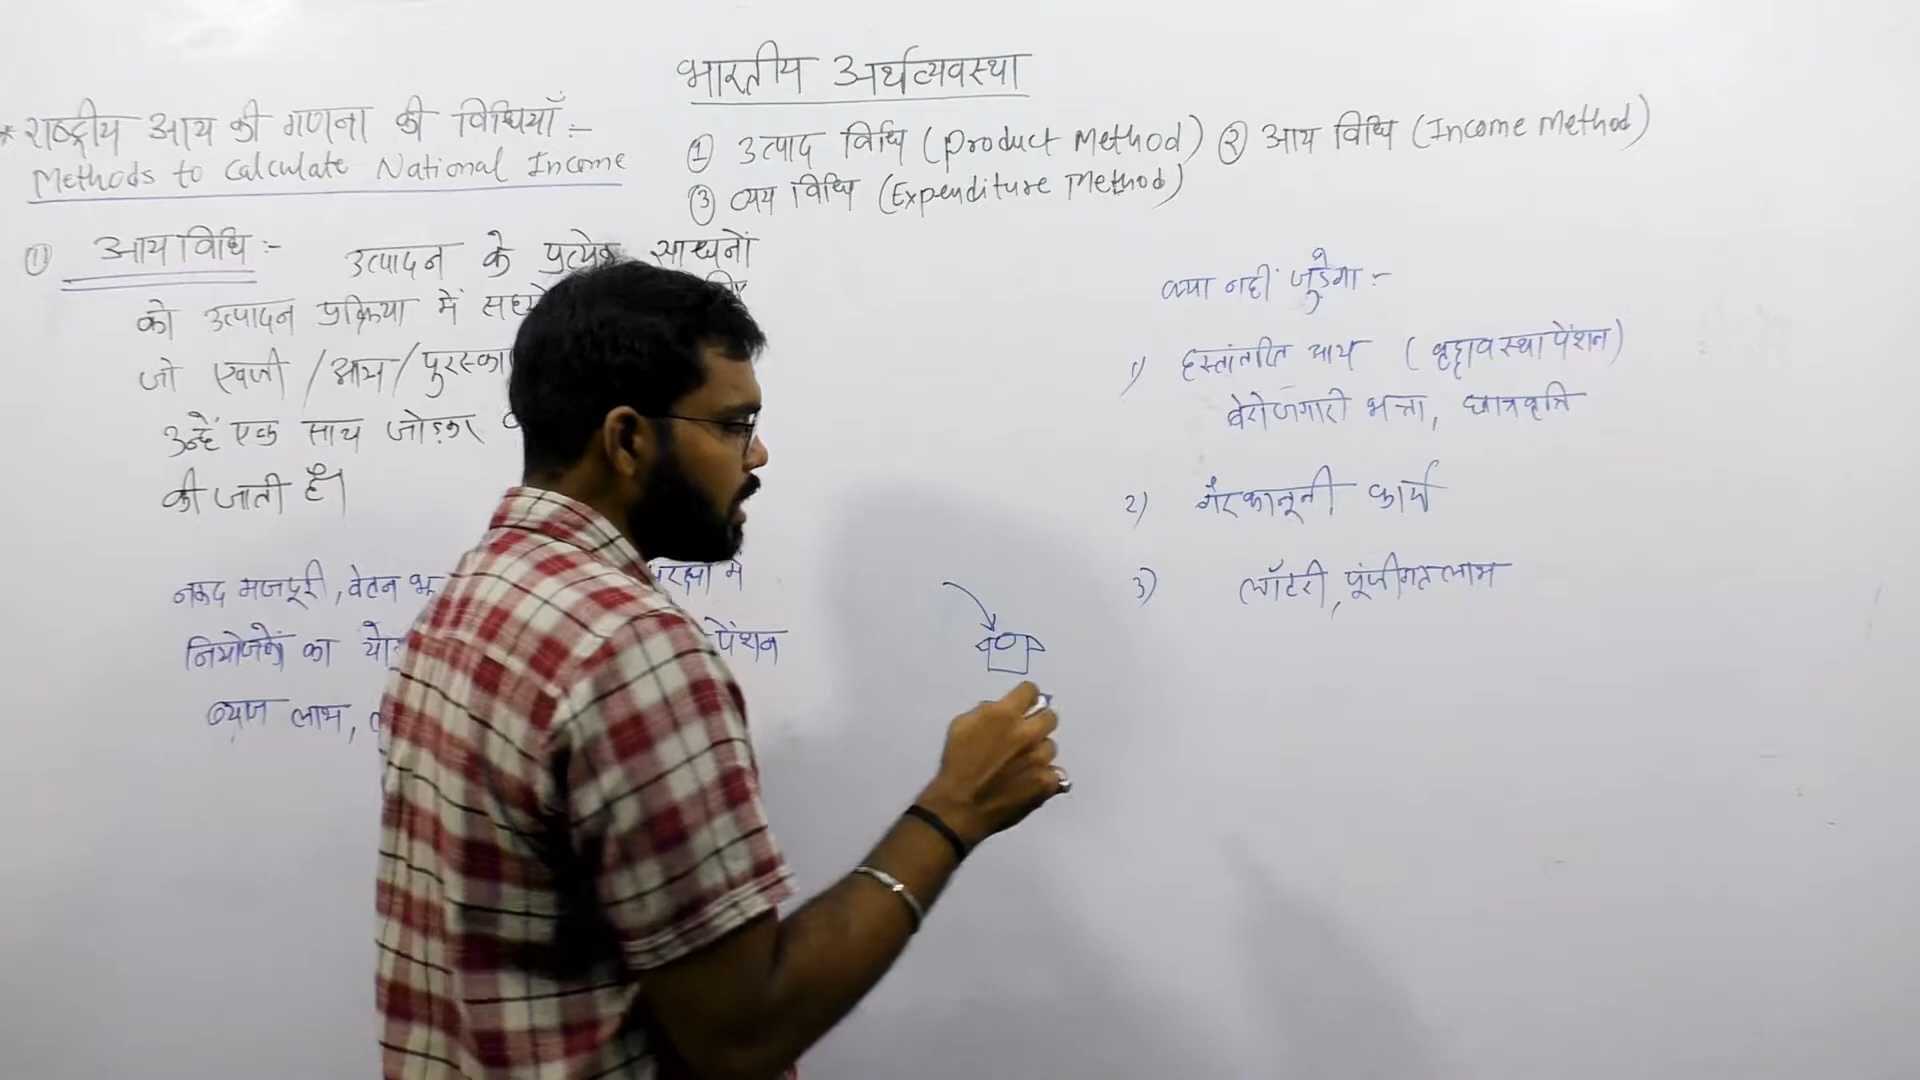 भारतीय अर्थव्यवस्था
* राष्ट्रीय आय की गणना की विधियाँ :-
Methods to Calculate National Income
① उत्पाद विधि (Product Method) ② आय विधि (Income Method)
③ व्यय विधि (Expenditure Method)
① आय विधि :- उत्पादन के प्रत्येक साधनों
को उत्पादन प्रक्रिया में
जो एवजी /आय/पुरस्का
उन्हें एक साथ जोड़कर
की जाती है।
नकद मजदूरी, वेतन में
नियोजकों का पेंशन
ब्याज लाभ,
क्या नहीं जुड़ेगा :-
1) हस्तांतरित आय (वृद्दावस्था पेंशन)
बेरोजगारी भत्ता, छात्रवृत्ति
2) गैरकानूनी कार्य
3) लॉटरी, पूंजीगत लाभ